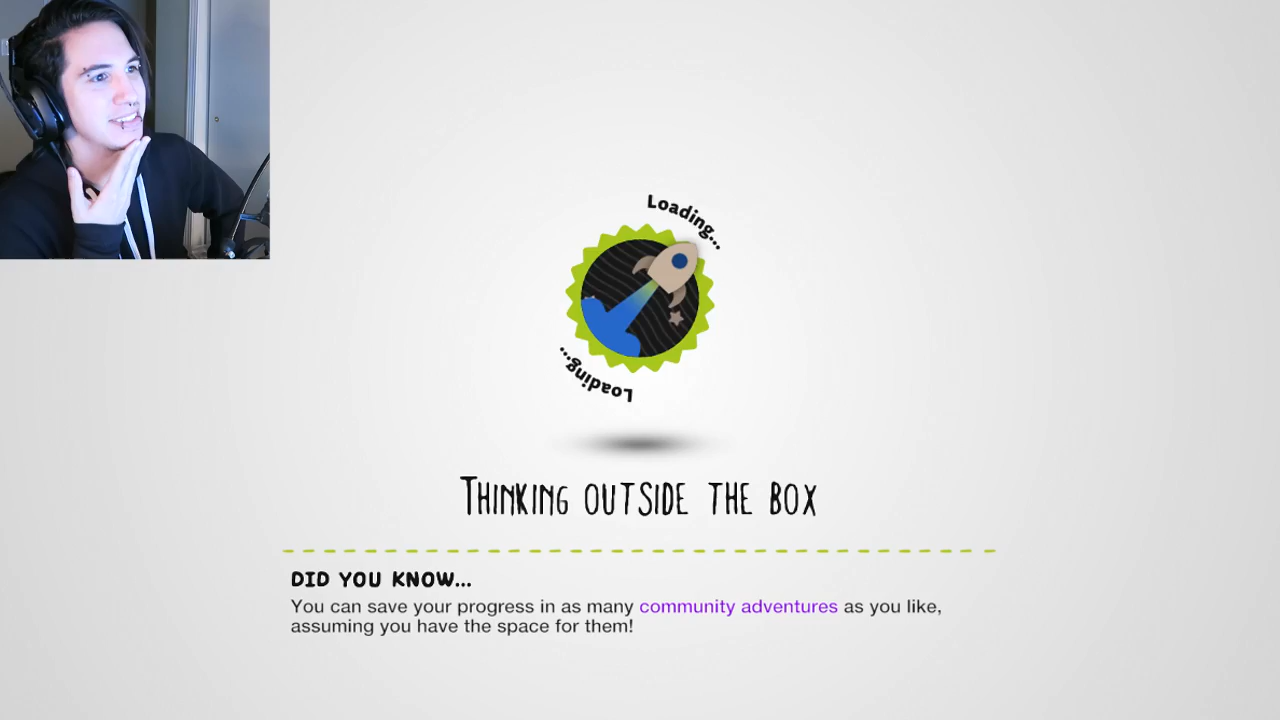 Loading...
Loading...
Thinking outside the box
DID YOU KNOW...
You can save your progress in as many community adventures as you like,
assuming you have the space for them!